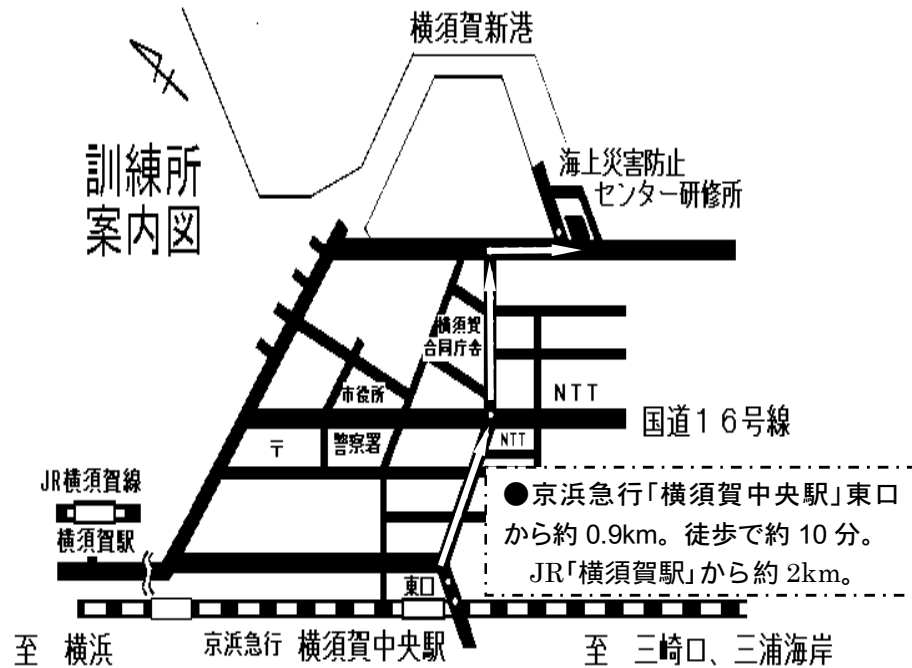 横須賀新港
訓練所
案内図
海上災害防止
センター研修所
横須賀
合同庁舎
市役所
NTT
国道16号線
〒
警察署
NTT
JR横須賀線
横須賀駅
●京浜急行「横須賀中央駅」東口
から約 0.9km。徒歩で約 10 分。
JR「横須賀駅」から約 2km。
東口
至 横浜
京浜急行
横須賀中央駅
至 三崎口、三浦海岸